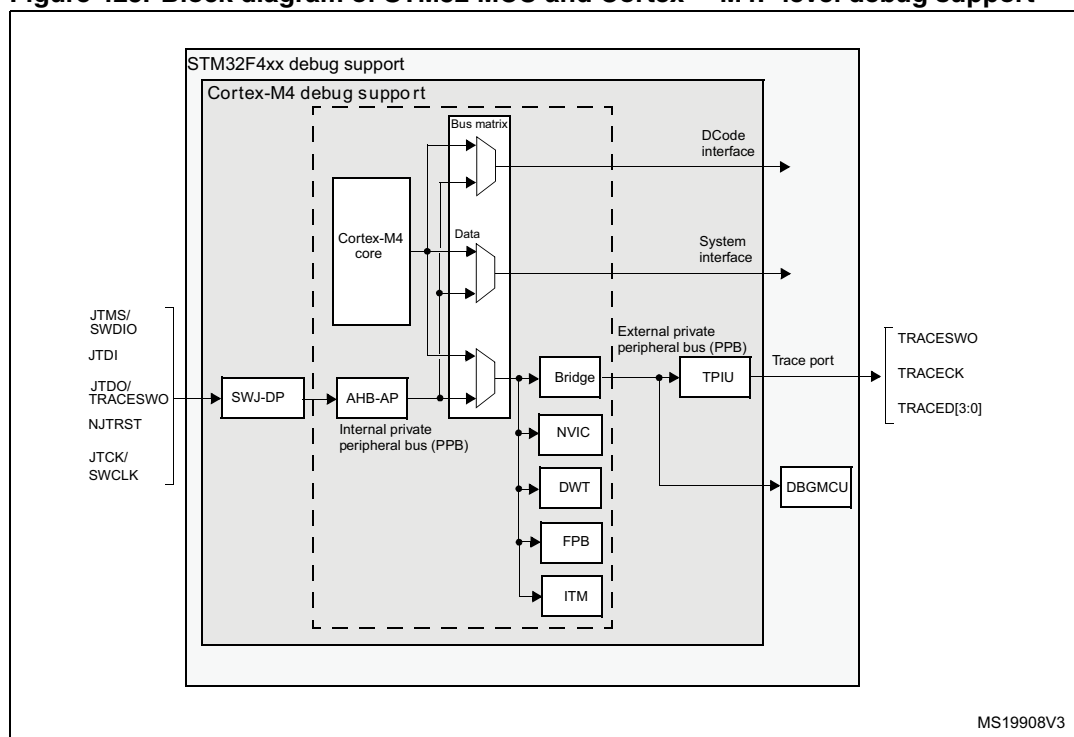 STM32F4xx debug support
Cortex-M4 debug support
Bus matrix
DCode
interface
Cortex-M4
core
Data
System
interface
JTMS/
SWDIO
JTDI
JTDO/
TRACESWO
NJTRST
JTCK/
SWCLK
SWJ-DP
AHB-AP
Internal private
peripheral bus (PPB)
External private
peripheral bus (PPB)
Bridge
NVIC
DWT
FPB
ITM
TPIU
Trace port
DBGMCU
TRACESWO
TRACECK
TRACED[3:0]
MS19908V3